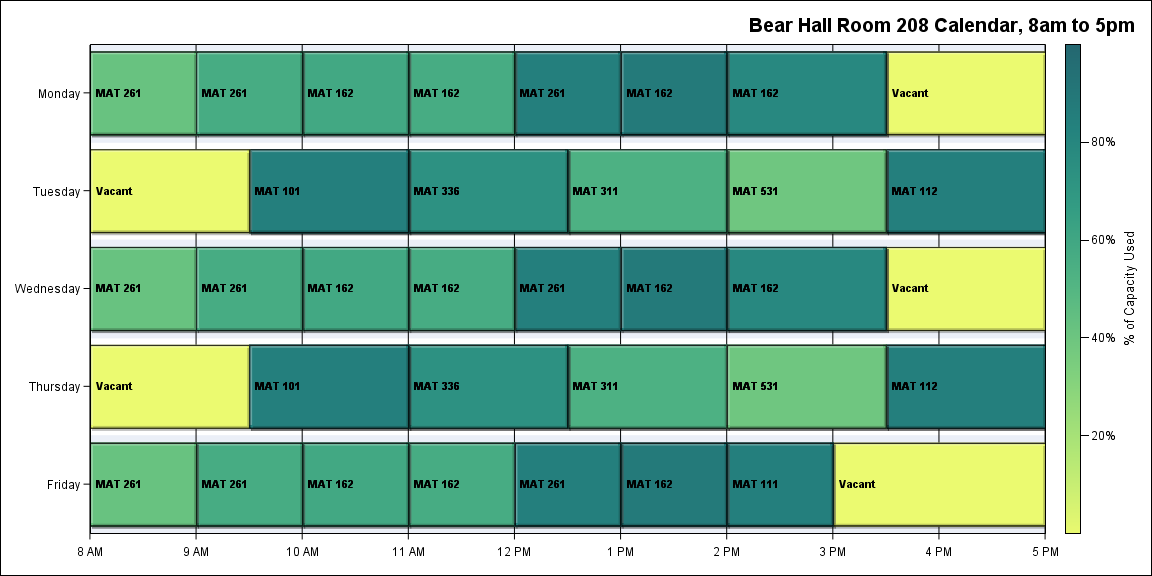 Bear Hall Room 208 Calendar, 8am to 5pm
Monday
MAT 261
MAT 261
MAT 162
MAT 162
MAT 261
MAT 162
MAT 162
Vacant
Tuesday
Vacant
MAT 101
MAT 336
MAT 311
MAT 531
MAT 112
Wednesday
MAT 261
MAT 261
MAT 162
MAT 162
MAT 261
MAT 162
MAT 162
Vacant
Thursday
Vacant
MAT 101
MAT 336
MAT 311
MAT 531
MAT 112
Friday
MAT 261
MAT 261
MAT 162
MAT 162
MAT 261
MAT 162
MAT 111
Vacant
8 AM
9 AM
10 AM
11 AM
12 PM
1 PM
2 PM
3 PM
4 PM
5 PM
80%
60%
40%
20%
% of Capacity Used